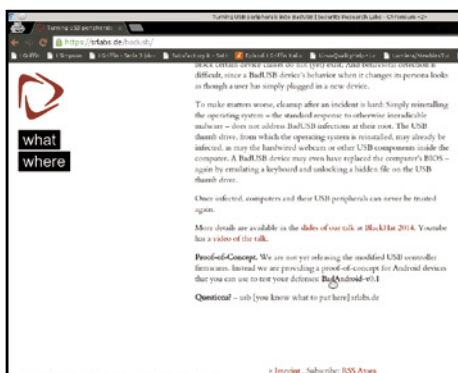 Turning USB peripherals into BadUSB | Security Research Labs - Chromium <2>
Turning USB peripherals
https://srlabs.de/badusb/
block certain device classes do not (yet) exist. And behavioral detection is
difficult, since a BadUSB device's behavior when it changes its persona looks
as though a user has simply plugged in a new device.
To make matters worse, cleanup after an incident is hard: Simply reinstalling
the operating system – the standard response to otherwise ineradicable
malware – does not address BadUSB infections at their root. The USB
thumb drive, from which the operating system is reinstalled, may already be
infected, as may the hardwired webcam or other USB components inside the
computer. A BadUSB device may even have replaced the computer's BIOS –
again by emulating a keyboard and unlocking a hidden file on the USB
thumb drive.
what
where
Once infected, computers and their USB peripherals can never be trusted
again.
More details are available in the slides of our talk at BlackHat 2014. Youtube
has a video of the talk.
Proof-of-Concept. We are not yet releasing the modified USB controller
firmwares. Instead we are providing a proof-of-concept for Android devices
that you can use to test your defenses: BadAndroid-v0.1
Questions? – usb [you know what to put here] srlabs.de
» Imprint . Subscribe: RSS Atom